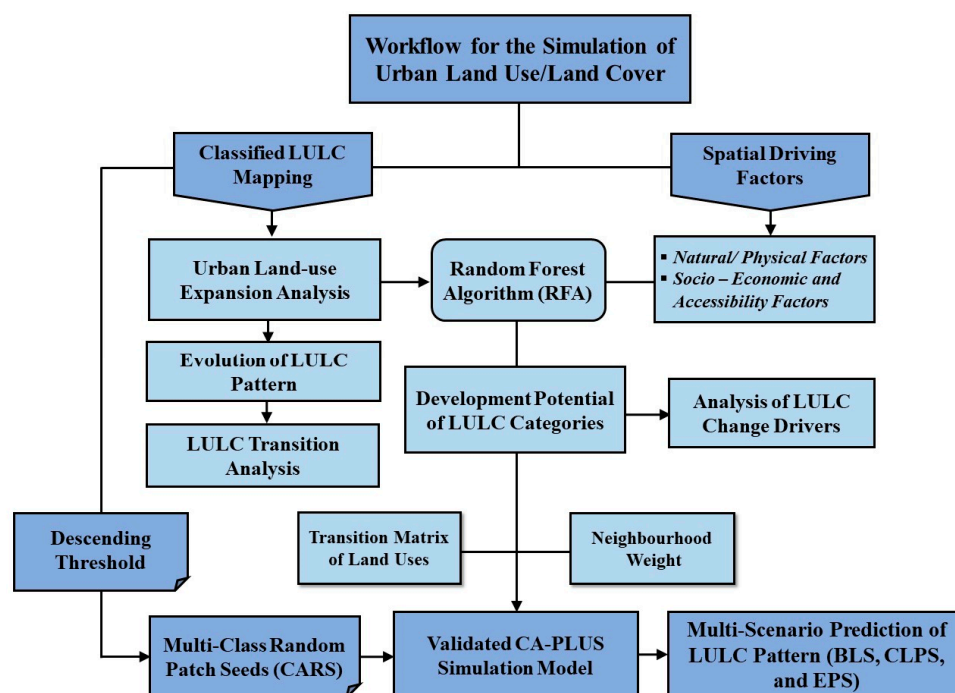 Workflow for the Simulation of
Urban Land Use/Land Cover
Classified LULC
Mapping
Spatial Driving
Factors
Urban Land-use
Expansion Analysis
Random Forest
Algorithm (RFA)
▪ Natural/ Physical Factors
▪ Socio – Economic and
Accessibility Factors
Evolution of LULC
Pattern
Development Potential
of LULC Categories
Analysis of LULC
Change Drivers
LULC Transition
Analysis
Descending
Threshold
Transition Matrix
of Land Uses
Neighbourhood
Weight
Multi-Class Random
Patch Seeds (CARS)
Validated CA-PLUS
Simulation Model
Multi-Scenario Prediction of
LULC Pattern (BLS, CLPS,
and EPS)